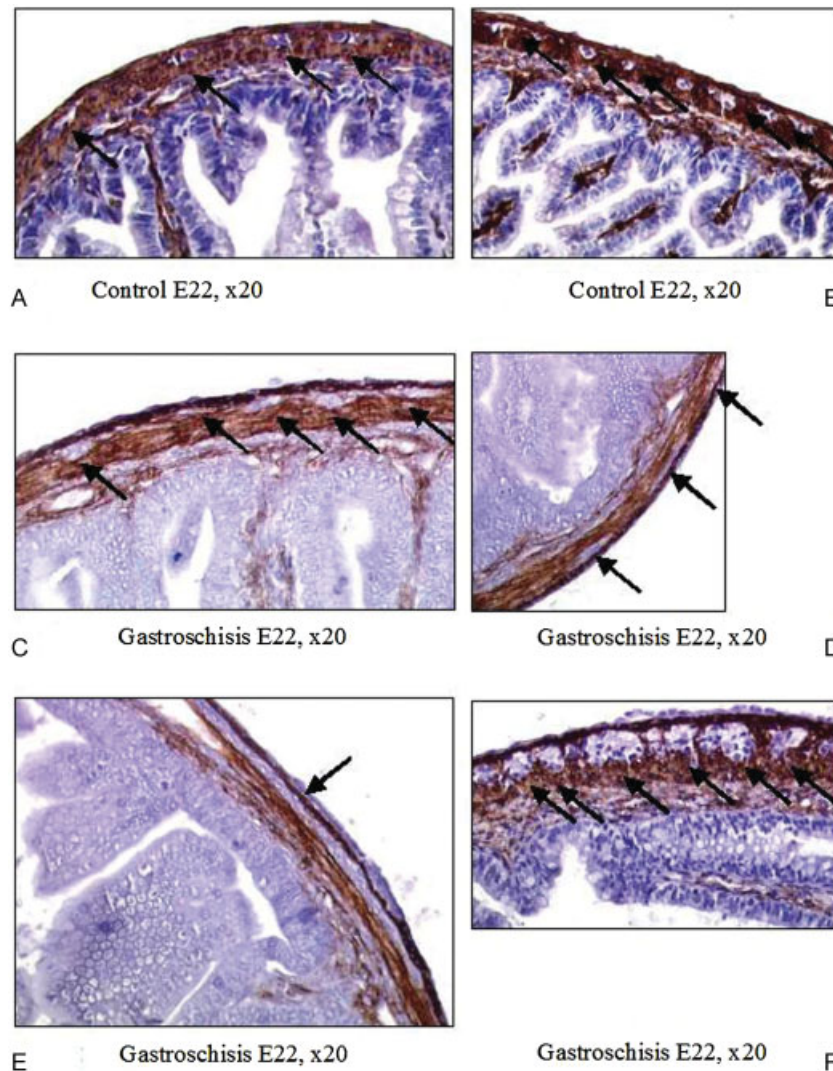 A Control E22, x20
Control E22, x20 B
C Gastroschisis E22, x20
Gastroschisis E22, x20 D
E Gastroschisis E22, x20
Gastroschisis E22, x20 F